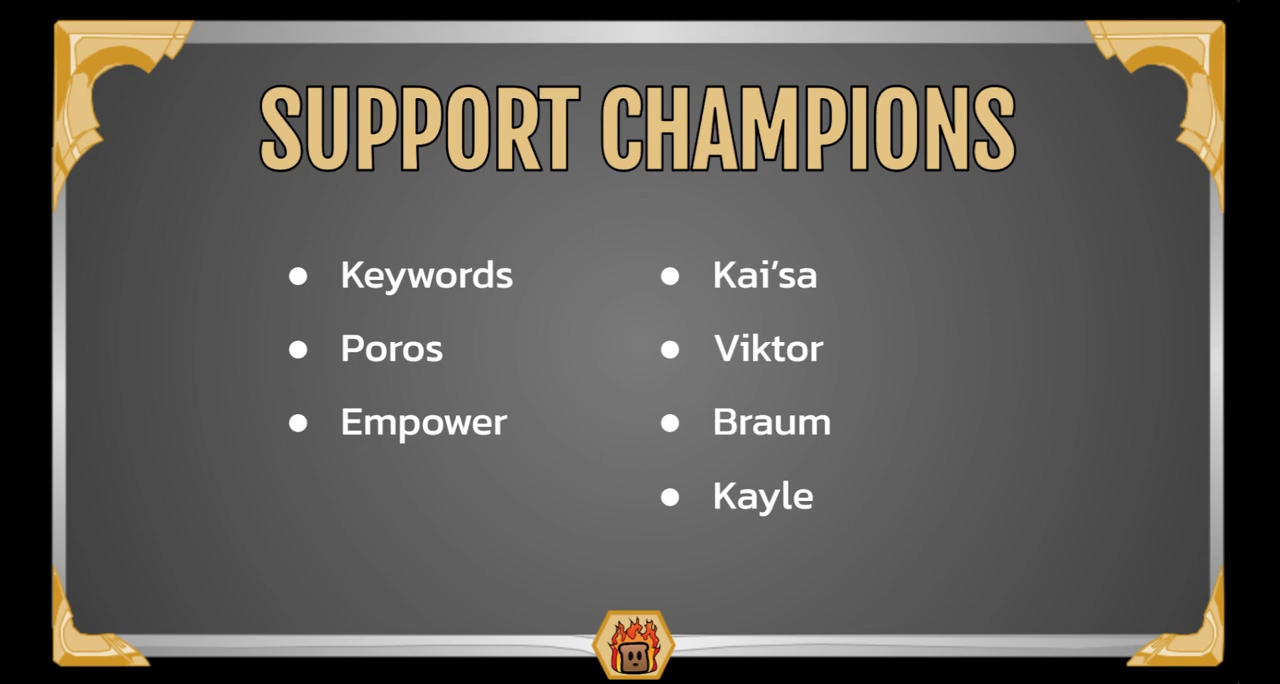 SUPPORT CHAMPIONS
● Keywords
● Poros
● Empower
● Kai’sa
● Viktor
● Braum
● Kayle